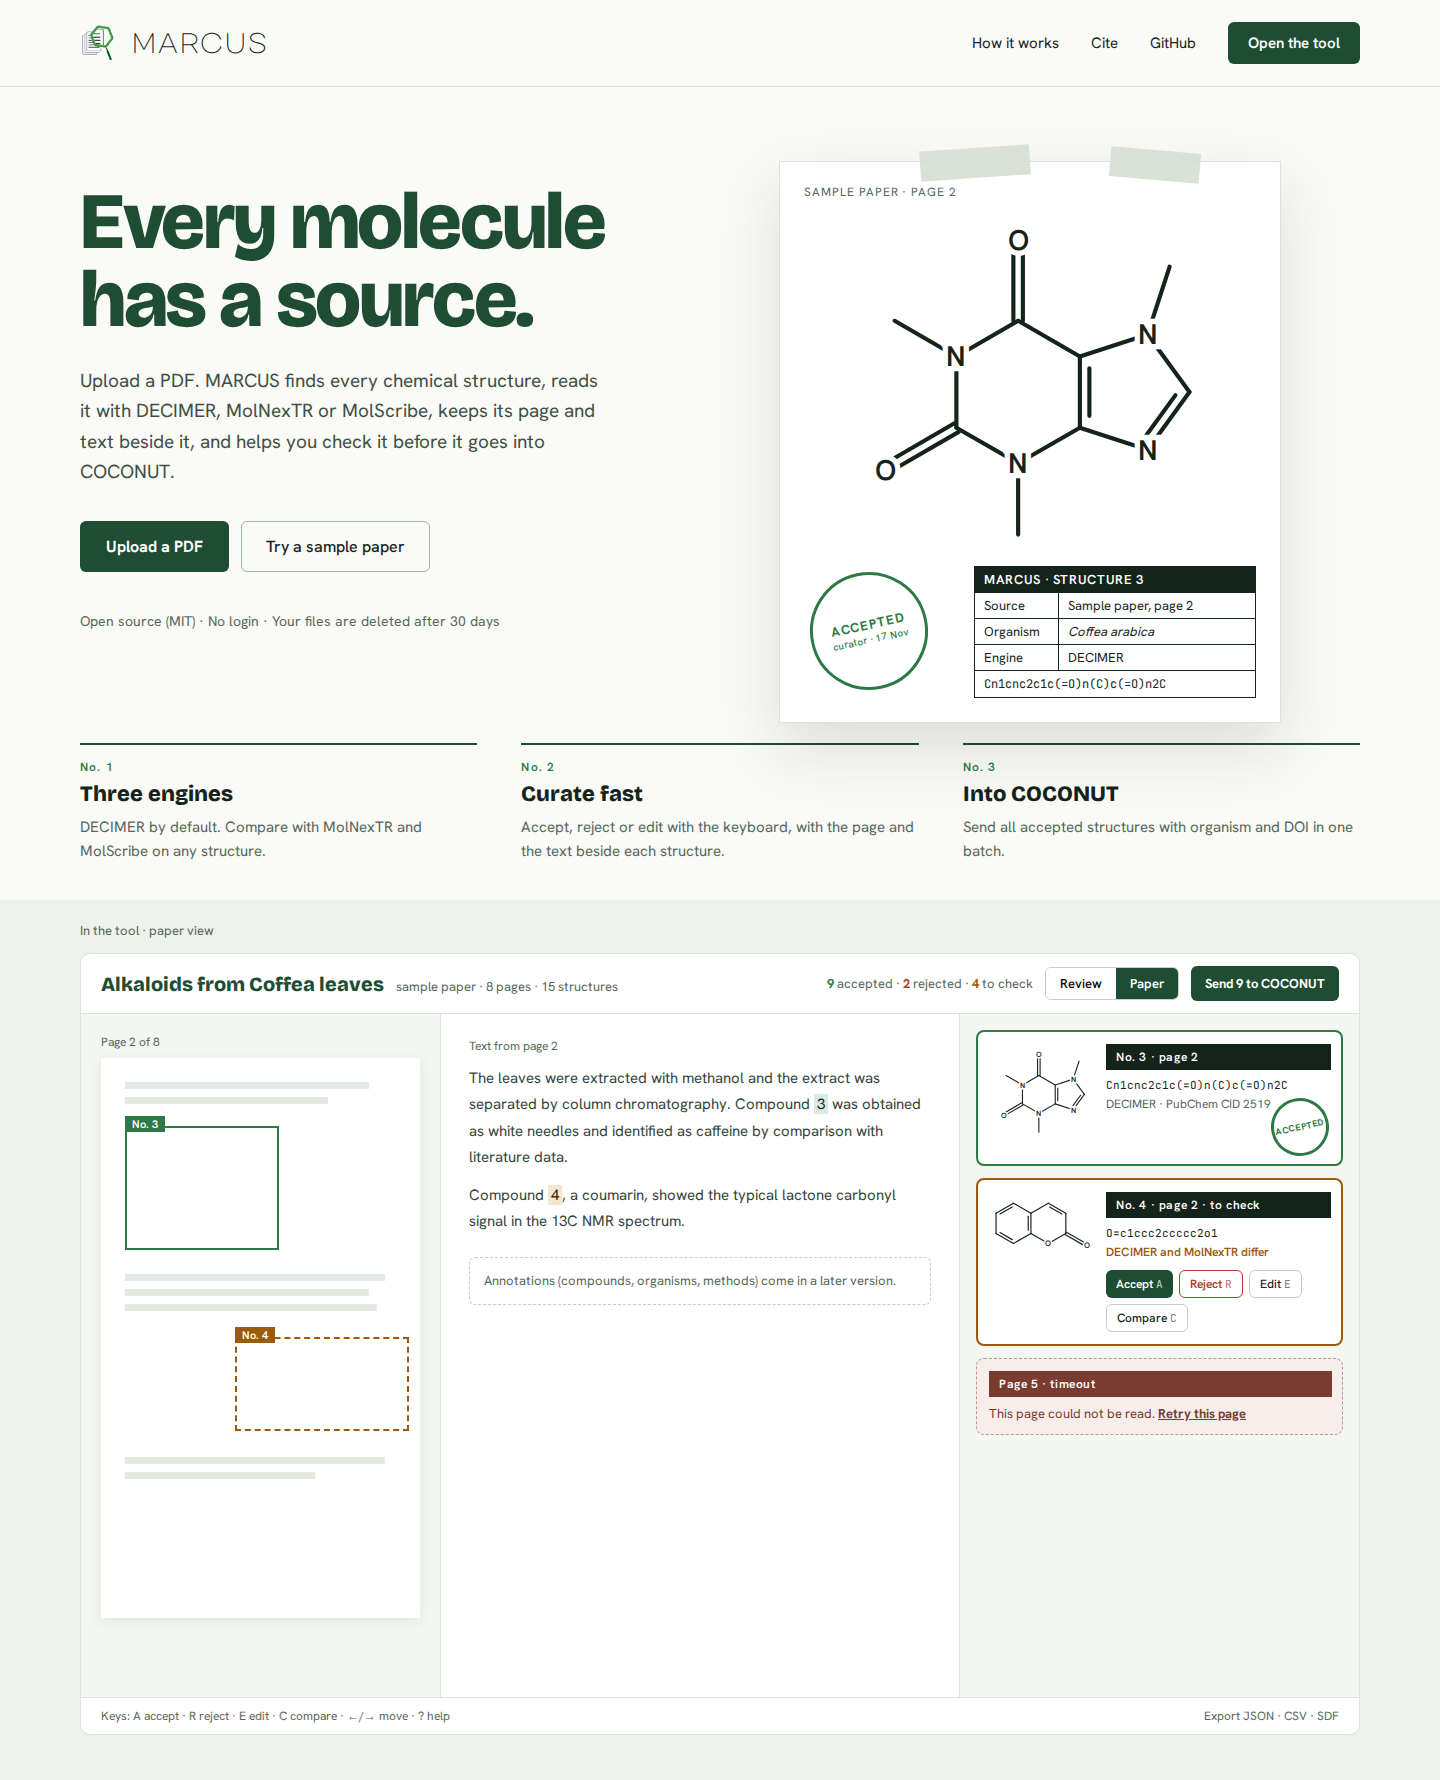 MARCUS
How it works
Cite
GitHub
Open the tool
Every molecule
has a source.
Upload a PDF. MARCUS finds every chemical structure, reads
it with DECIMER, MolNexTR or MolScribe, keeps its page and
text beside it, and helps you check it before it goes into
COCONUT.
Upload a PDF
Try a sample paper
Open source (MIT) · No login · Your files are deleted after 30 days
SAMPLE PAPER · PAGE 2
O
N
N
O
N
N
ACCEPTED
curator · 17 Nov
MARCUS · STRUCTURE 3
Source Sample paper, page 2
Organism Coffea arabica
Engine DECIMER
Cn1cnc2c1c(=O)n(C)c(=O)n2C
No. 1
Three engines
DECIMER by default. Compare with MolNexTR and
MolScribe on any structure.
No. 2
Curate fast
Accept, reject or edit with the keyboard, with the page and
the text beside each structure.
No. 3
Into COCONUT
Send all accepted structures with organism and DOI in one
batch.
In the tool · paper view
Alkaloids from Coffea leaves
sample paper · 8 pages · 15 structures
9 accepted · 2 rejected · 4 to check
Review
Paper
Send 9 to COCONUT
Page 2 of 8
No. 3
No. 4
Text from page 2
The leaves were extracted with methanol and the extract was
separated by column chromatography. Compound 3 was obtained
as white needles and identified as caffeine by comparison with
literature data.
Compound 4, a coumarin, showed the typical lactone carbonyl
signal in the 13C NMR spectrum.
Annotations (compounds, organisms, methods) come in a later version.
O
N
N
O
N
N
No. 3 · page 2
Cn1cnc2c1c(=O)n(C)c(=O)n2C
DECIMER · PubChem CID 2519
ACCEPTED
O
O
No. 4 · page 2 · to check
O=c1ccc2ccccc2o1
DECIMER and MolNexTR differ
Accept A
Reject R
Edit E
Compare C
Page 5 · timeout
This page could not be read. Retry this page
Keys: A accept · R reject · E edit · C compare · ←/→ move · ? help
Export JSON · CSV · SDF